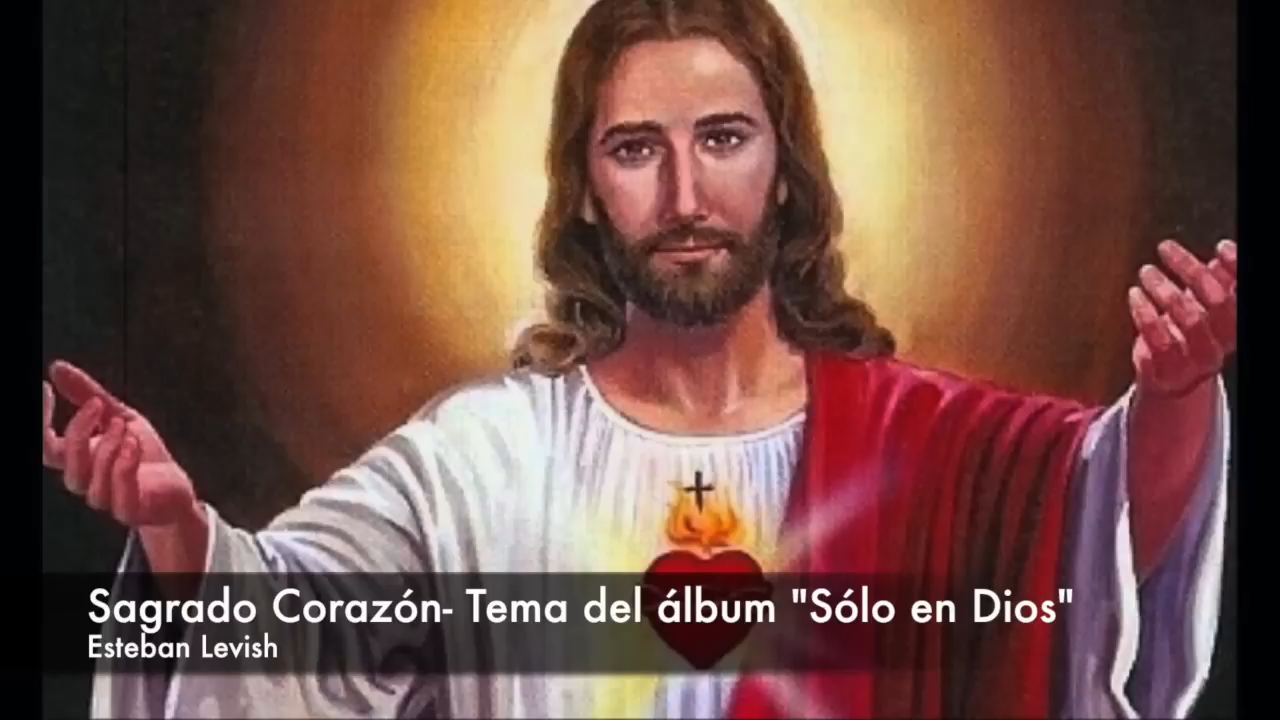 Sagrado Corazón- Tema del álbum "Sólo en Dios"
Esteban Levish